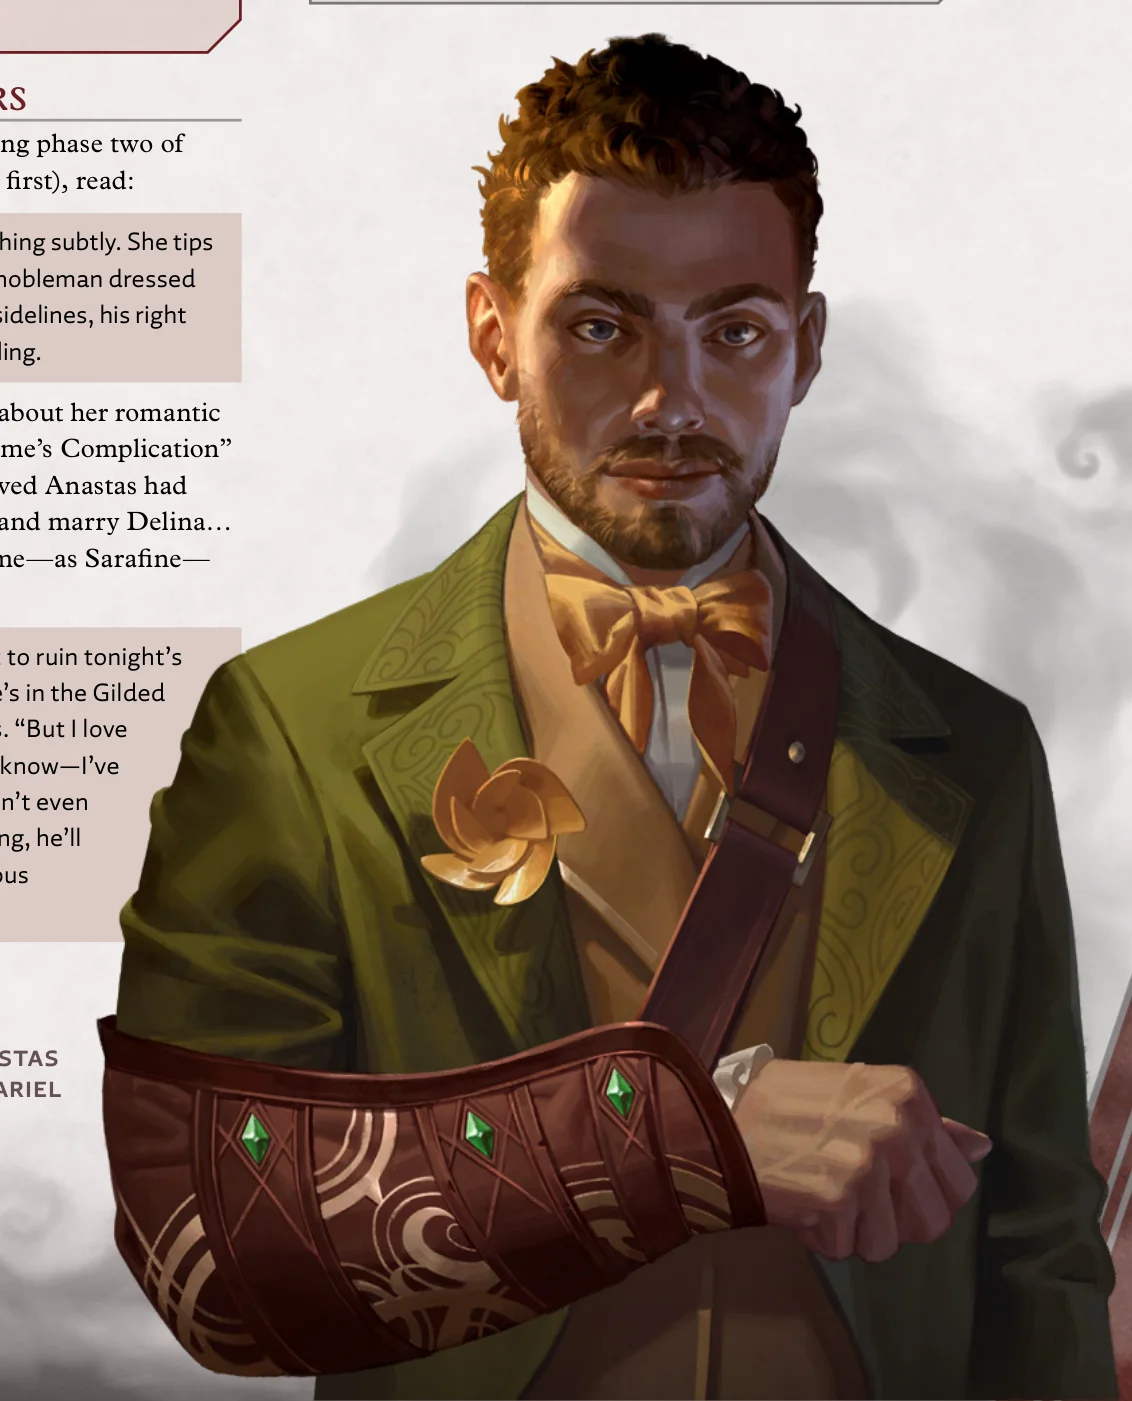 RS
ng phase two of
first), read:
hing subtly. She tips
nobleman dressed
sidelines, his right
ling.
about her romantic
me’s Complication”
ved Anastas had
and marry Delina…
me—as Sarafine—
to ruin tonight’s
e’s in the Gilded
s. “But I love
know—I’ve
n’t even
ng, he’ll
ous
STAS
ARIEL